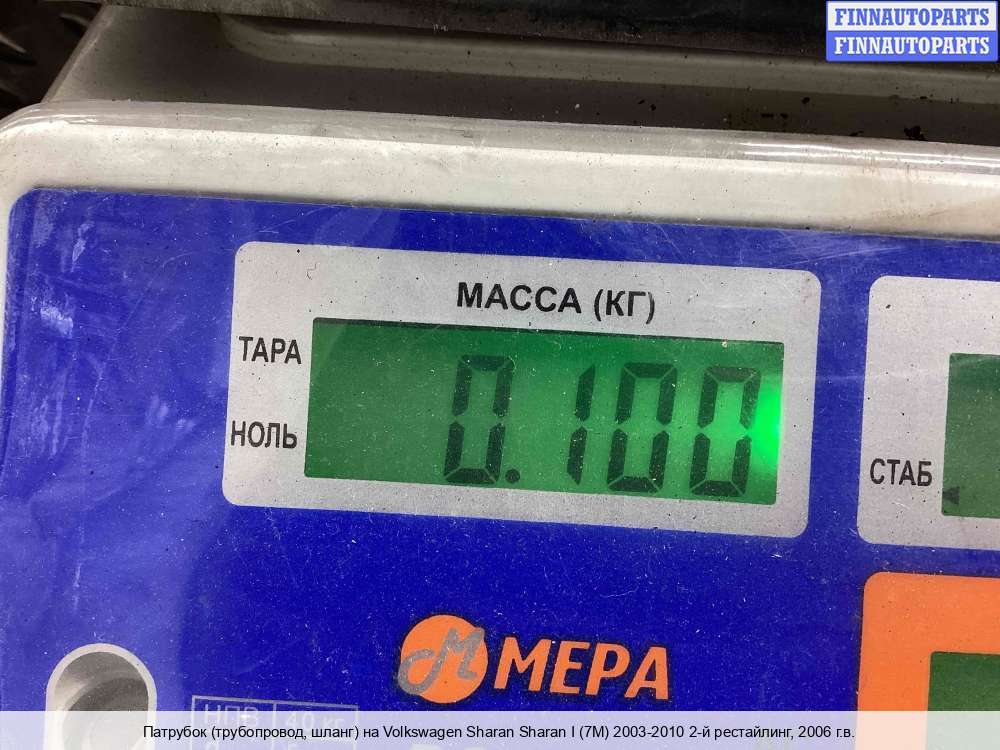 FINNAUTOPARTS
FINNAUTOPARTS
МАССА (КГ)
ТАРА
0.100
НОЛЬ
СТАБ
МЕРА
НПВ 40 кг
Патрубок (трубопровод, шланг) на Volkswagen Sharan Sharan I (7M) 2003-2010 2-й рестайлинг, 2006 г.в.